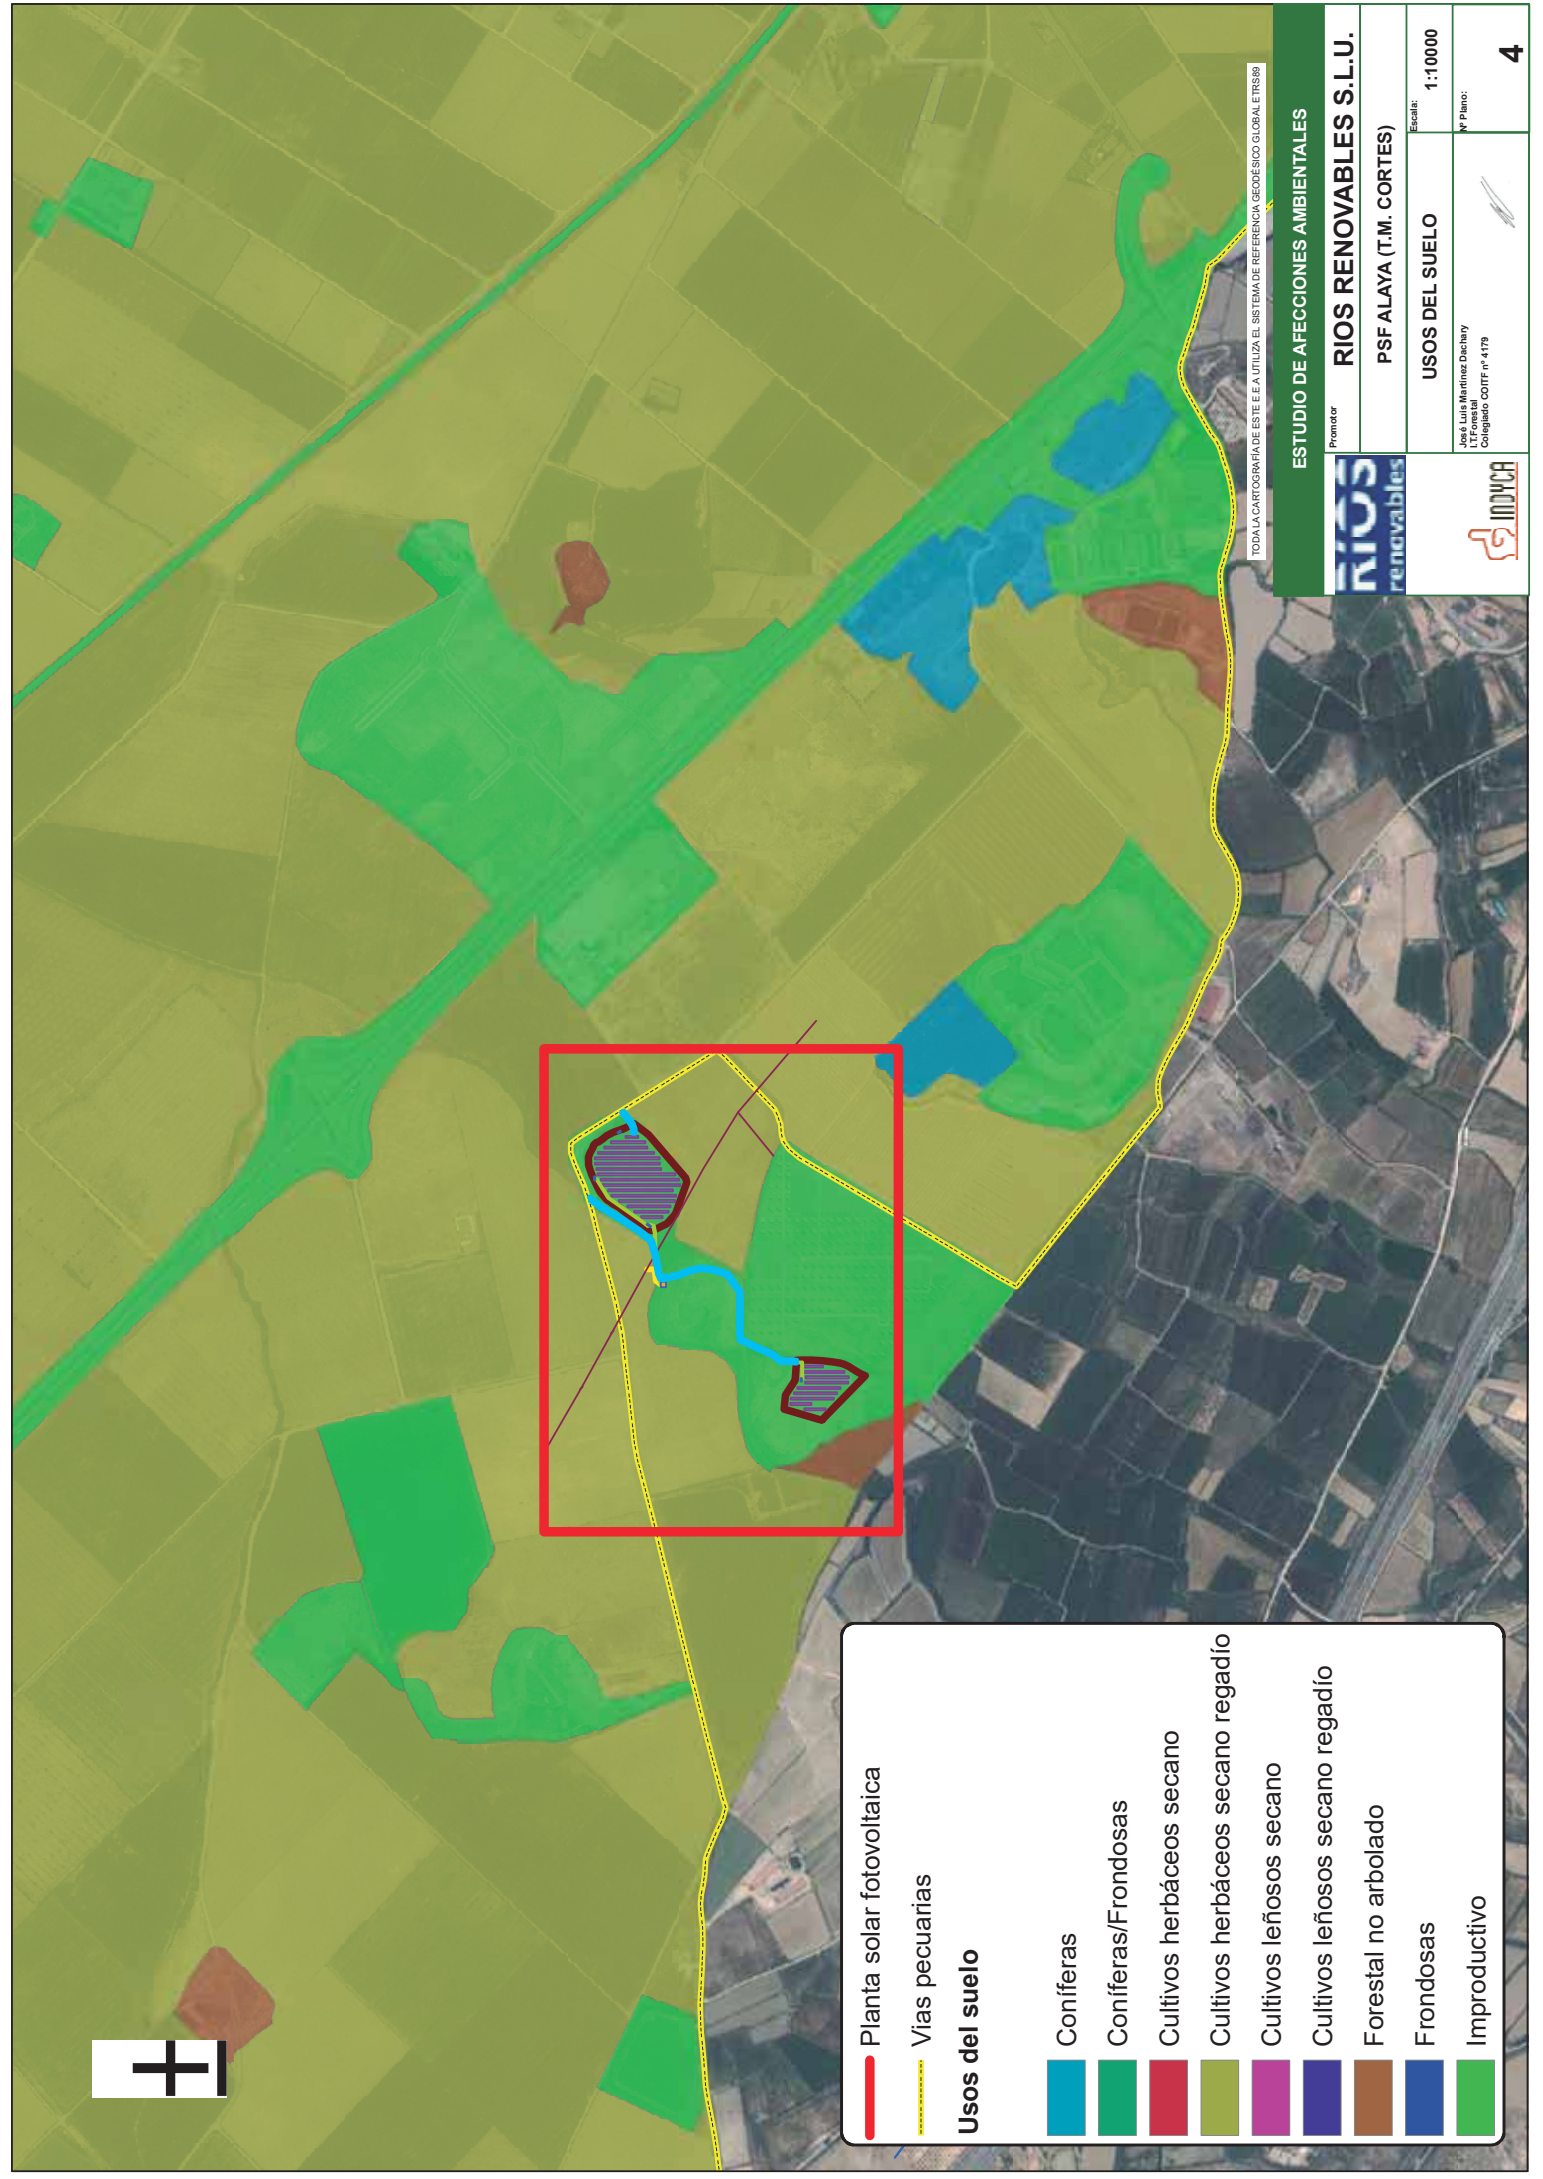 TODA LA CARTOGRAFÍA DE ESTE E.E.A UTILIZA EL SISTEMA DE REFERENCIA GEODÉSICO GLOBAL ETRS89
ESTUDIO DE AFECCIONES AMBIENTALES
RIOS
renovables
Promotor
RIOS RENOVABLES S.L.U.
PSF ALAYA (T.M. CORTES)
USOS DEL SUELO
Escala:
1:10000
INDYCA
José Luis Martínez Dachary
I.T.Forestal
Colegiado COITF nº 4179
Nº Plano:
4
Planta solar fotovoltaica
Vias pecuarias
Usos del suelo
Coníferas
Coníferas/Frondosas
Cultivos herbáceos secano
Cultivos herbáceos secano regadío
Cultivos leñosos secano
Cultivos leñosos secano regadío
Forestal no arbolado
Frondosas
Improductivo